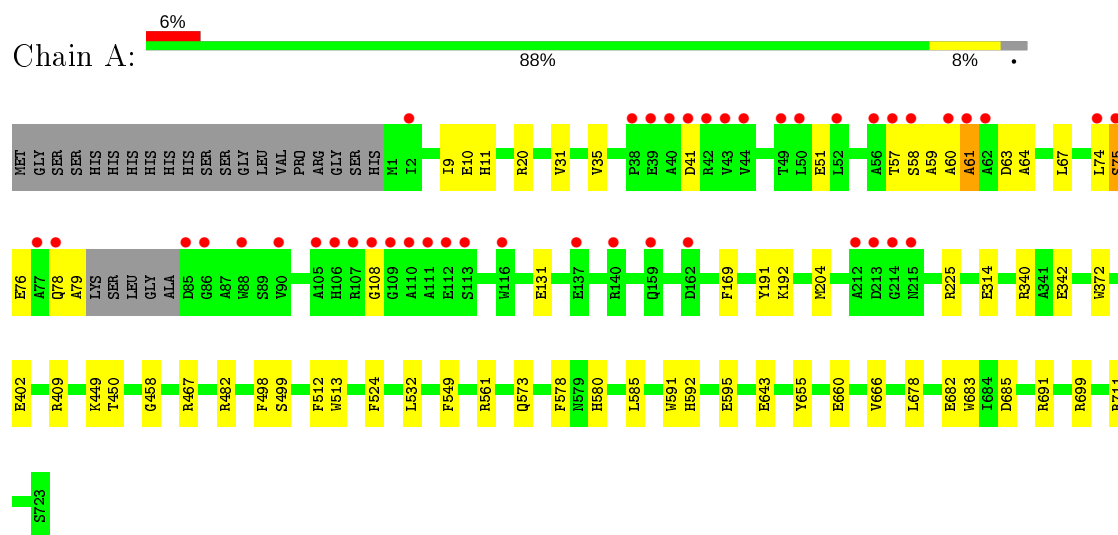 6%
Chain A:
88% 8% •
MET GLY SER SER HIS HIS HIS HIS HIS HIS SER SER GLY LEU VAL PRO ARG GLY SER HIS M1 I2 I9 E10 H11 R20 V31 V35 P38 E39 A40 D41 R42 V43 V44 T49 L50 E51 L52 A56 T57 S58 A59 A60 A61 A62 D63 A64 L67 L74 S75
E76 A77 Q78 A79 LYS SER LEU GLY ALA D85 G86 A87 W88 S89 V90 A105 H106 R107 G108 G109 A110 A111 E112 S113 W116 E131 E137 R140 Q159 D162 F169 Y191 K192 M204 A212 D213 G214 N215 R225 E314 R340 A341 E342 W372
E402 R409 K449 T450 G458 R467 R482 F498 S499 F512 W513 F524 L532 F549 R561 Q573 F578 N579 H580 L585 W591 H592 E595 E643 Y655 E660 V666 L678 E682 W683 I684 D685 R691 R699
S723